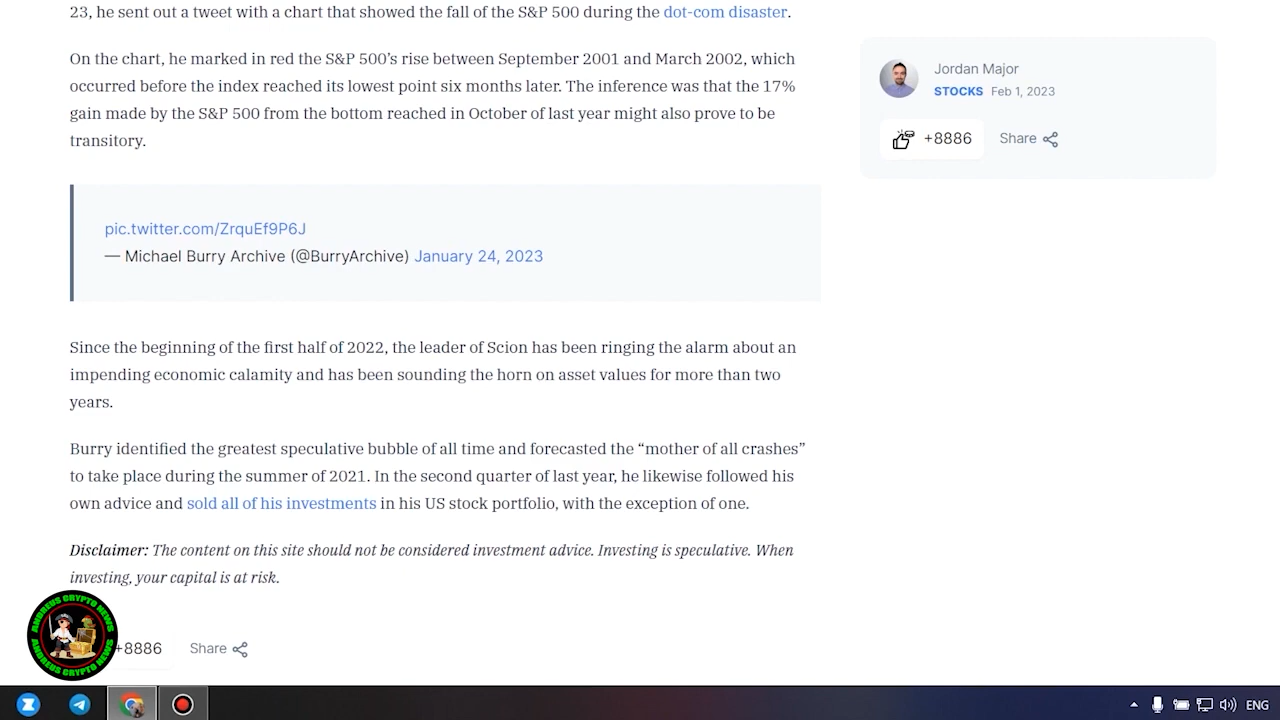 23, he sent out a tweet with a chart that showed the fall of the S&P 500 during the dot-com disaster.
On the chart, he marked in red the S&P 500’s rise between September 2001 and March 2002, which
occurred before the index reached its lowest point six months later. The inference was that the 17%
gain made by the S&P 500 from the bottom reached in October of last year might also prove to be
transitory.
pic.twitter.com/ZrquEf9P6J
— Michael Burry Archive (@BurryArchive) January 24, 2023
Since the beginning of the first half of 2022, the leader of Scion has been ringing the alarm about an
impending economic calamity and has been sounding the horn on asset values for more than two
years.
Burry identified the greatest speculative bubble of all time and forecasted the “mother of all crashes”
to take place during the summer of 2021. In the second quarter of last year, he likewise followed his
own advice and sold all of his investments in his US stock portfolio, with the exception of one.
Disclaimer: The content on this site should not be considered investment advice. Investing is speculative. When
investing, your capital is at risk.
+8886 Share
Jordan Major
STOCKS Feb 1, 2023
+8886 Share
ANDREUS CRYPTO NEWS
ANDREUS CRYPTO NEWS
ENG